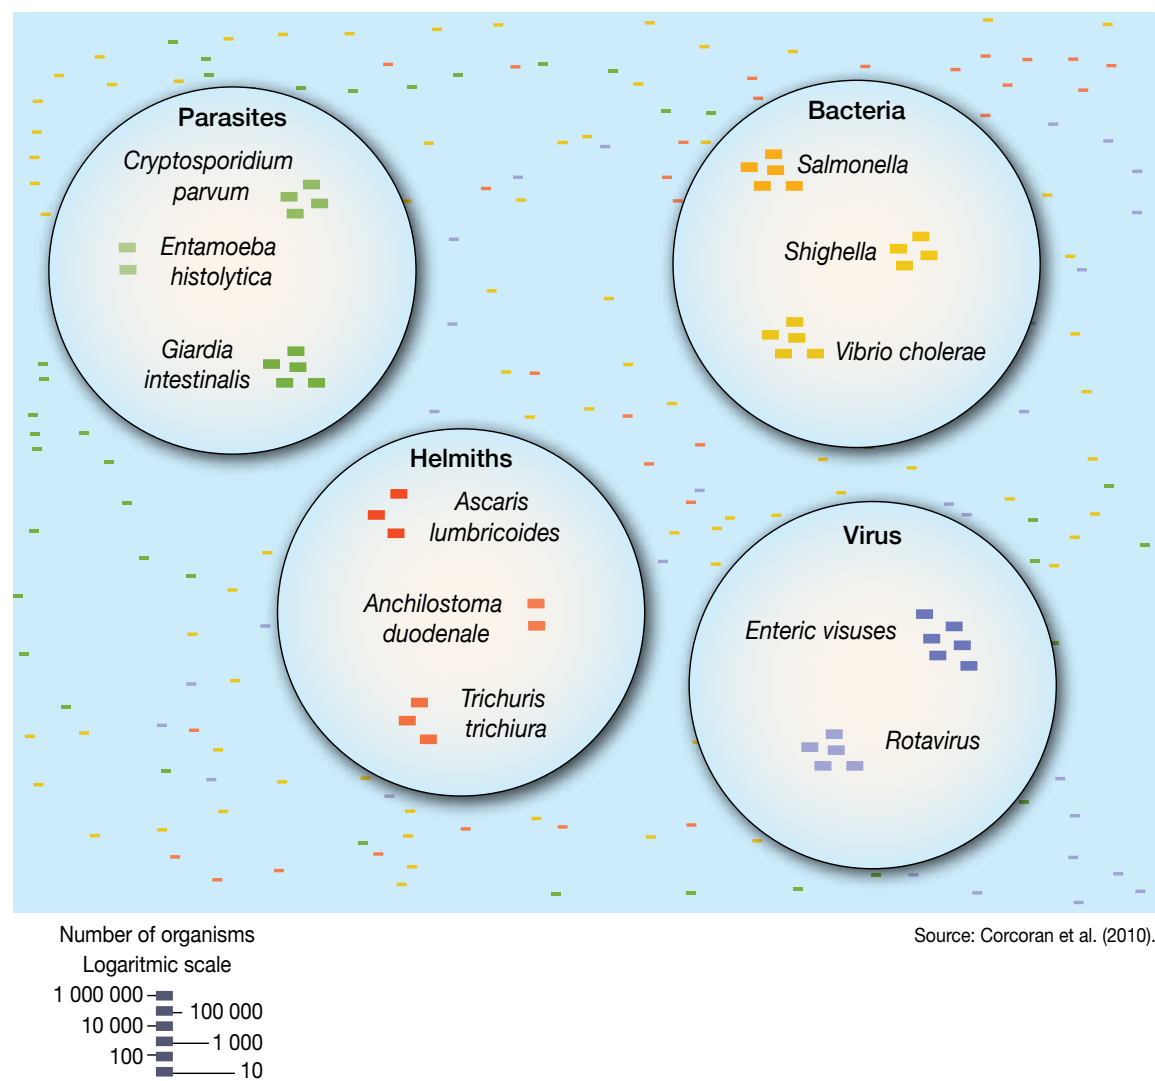 Parasites
Cryptosporidium
parvum
Entamoeba
histolytica
Giardia
intestinalis
Bacteria
Salmonella
Shighella
Vibrio cholerae
Helmiths
Ascaris
lumbricoides
Anchilostoma
duodenale
Trichuris
trichiura
Virus
Enteric visuses
Rotavirus
Number of organisms
Logaritmic scale
1 000 000
100 000
10 000
1 000
100
10
Source: Corcoran et al. (2010).